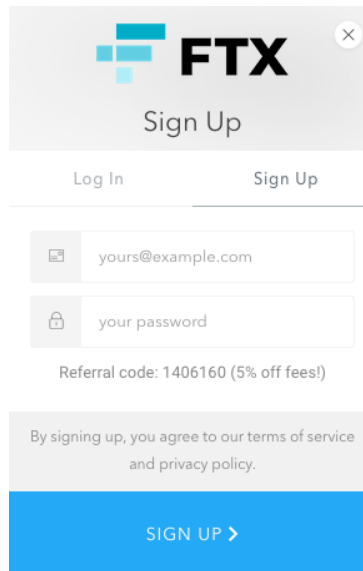 FTX
Sign Up
Log In
Sign Up
yours@example.com
your password
Referral code: 1406160 (5% off fees!)
By signing up, you agree to our terms of service
and privacy policy.
SIGN UP